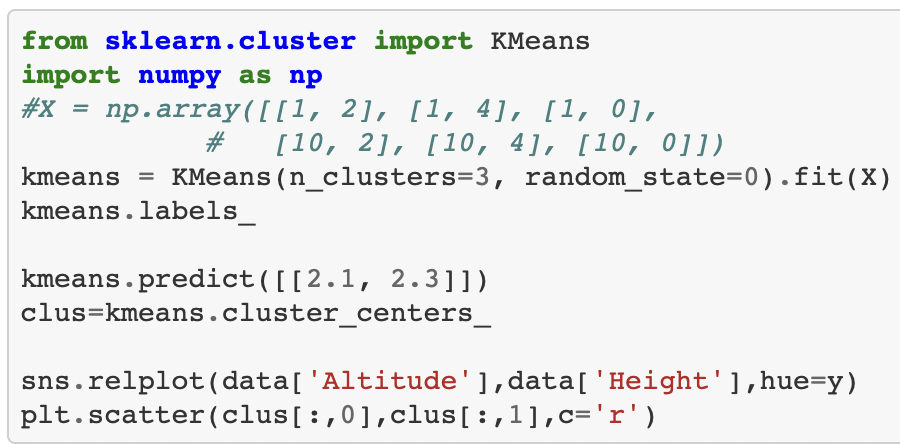 from sklearn.cluster import KMeans
import numpy as np
#X = np.array([[1, 2], [1, 4], [1, 0],
           #   [10, 2], [10, 4], [10, 0]])
kmeans = KMeans(n_clusters=3, random_state=0).fit(X)
kmeans.labels_

kmeans.predict([[2.1, 2.3]])
clus=kmeans.cluster_centers_

sns.relplot(data['Altitude'],data['Height'],hue=y)
plt.scatter(clus[:,0],clus[:,1],c='r')